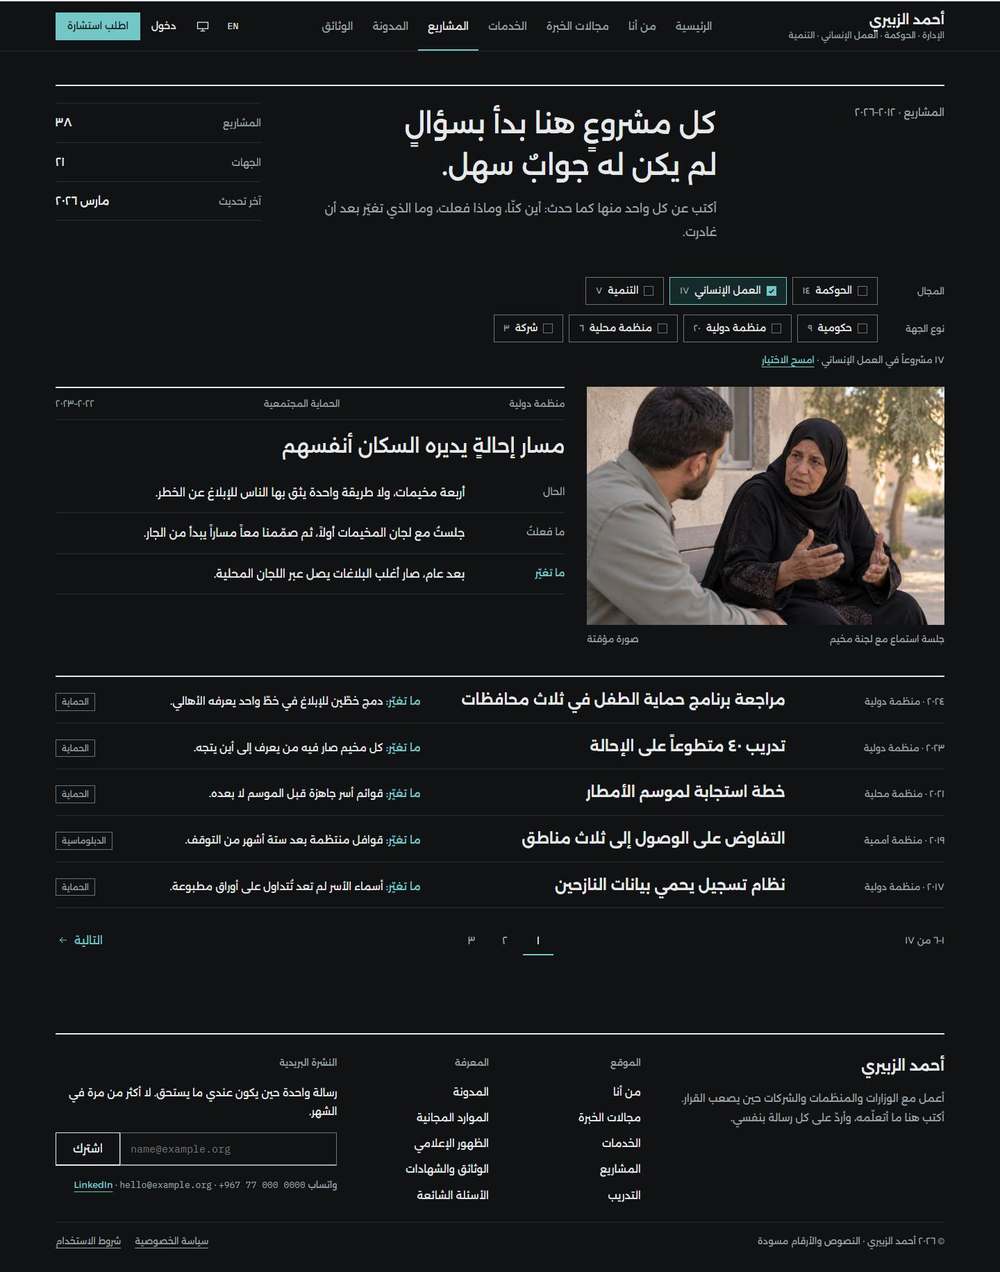 أحمد الزبيري
الإدارة · الحوكمة · العمل الإنساني · التنمية
الرئيسية
من أنا
مجالات الخبرة
الخدمات
المشاريع
المدونة
الوثائق
EN
دخول
اطلب استشارة
المشاريع · ٢٠١٢–٢٠٢٦
كل مشروعٍ هنا بدأ بسؤالٍ
لم يكن له جوابٌ سهل.
أكتب عن كل واحد منها كما حدث: أين كنّا، وماذا فعلت، وما الذي تغيّر بعد أن
غادرت.
المشاريع ٣٨
الجهات ٢١
آخر تحديث مارس ٢٠٢٦
المجال
الحوكمة ١٤
العمل الإنساني ١٧
التنمية ٧
نوع الجهة
حكومية ٩
منظمة دولية ٢٠
منظمة محلية ٦
شركة ٣
١٧ مشروعاً في العمل الإنساني · امسح الاختيار
جلسة استماع مع لجنة مخيم
صورة مؤقتة
منظمة دولية
الحماية المجتمعية
٢٠٢٢–٢٠٢٣
مسار إحالةٍ يديره السكان أنفسهم
الحال
أربعة مخيمات، ولا طريقة واحدة يثق بها الناس للإبلاغ عن الخطر.
ما فعلتُ
جلستُ مع لجان المخيمات أولاً، ثم صمّمنا معاً مساراً يبدأ من الجار.
ما تغيّر
بعد عام، صار أغلب البلاغات يصل عبر اللجان المحلية.
٢٠٢٤ · منظمة دولية
مراجعة برنامج حماية الطفل في ثلاث محافظات
ما تغيّر: دمج خطّين للإبلاغ في خطّ واحد يعرفه الأهالي.
الحماية
٢٠٢٣ · منظمة دولية
تدريب ٤٠ متطوعاً على الإحالة
ما تغيّر: كل مخيم صار فيه من يعرف إلى أين يتجه.
الحماية
٢٠٢١ · منظمة محلية
خطة استجابة لموسم الأمطار
ما تغيّر: قوائم أسر جاهزة قبل الموسم لا بعده.
الحماية
٢٠١٩ · منظمة أممية
التفاوض على الوصول إلى ثلاث مناطق
ما تغيّر: قوافل منتظمة بعد ستة أشهر من التوقف.
الدبلوماسية
٢٠١٧ · منظمة دولية
نظام تسجيل يحمي بيانات النازحين
ما تغيّر: أسماء الأسر لم تعد تُتداول على أوراق مطبوعة.
الحماية
١–٦ من ١٧
١
٢
٣
التالية ←
أحمد الزبيري
أعمل مع الوزارات والمنظمات والشركات حين يصعب القرار.
أكتب هنا ما أتعلّمه، وأردّ على كل رسالة بنفسي.
الموقع
من أنا
مجالات الخبرة
الخدمات
المشاريع
التدريب
المعرفة
المدونة
الموارد المجانية
الظهور الإعلامي
الوثائق والشهادات
الأسئلة الشائعة
النشرة البريدية
رسالة واحدة حين يكون عندي ما يستحق. لا أكثر من مرة في
الشهر.
name@example.org
اشترك
واتساب +967 77 000 0000 · hello@example.org · LinkedIn
© ٢٠٢٦ أحمد الزبيري · النصوص والأرقام مسودة
سياسة الخصوصية
شروط الاستخدام